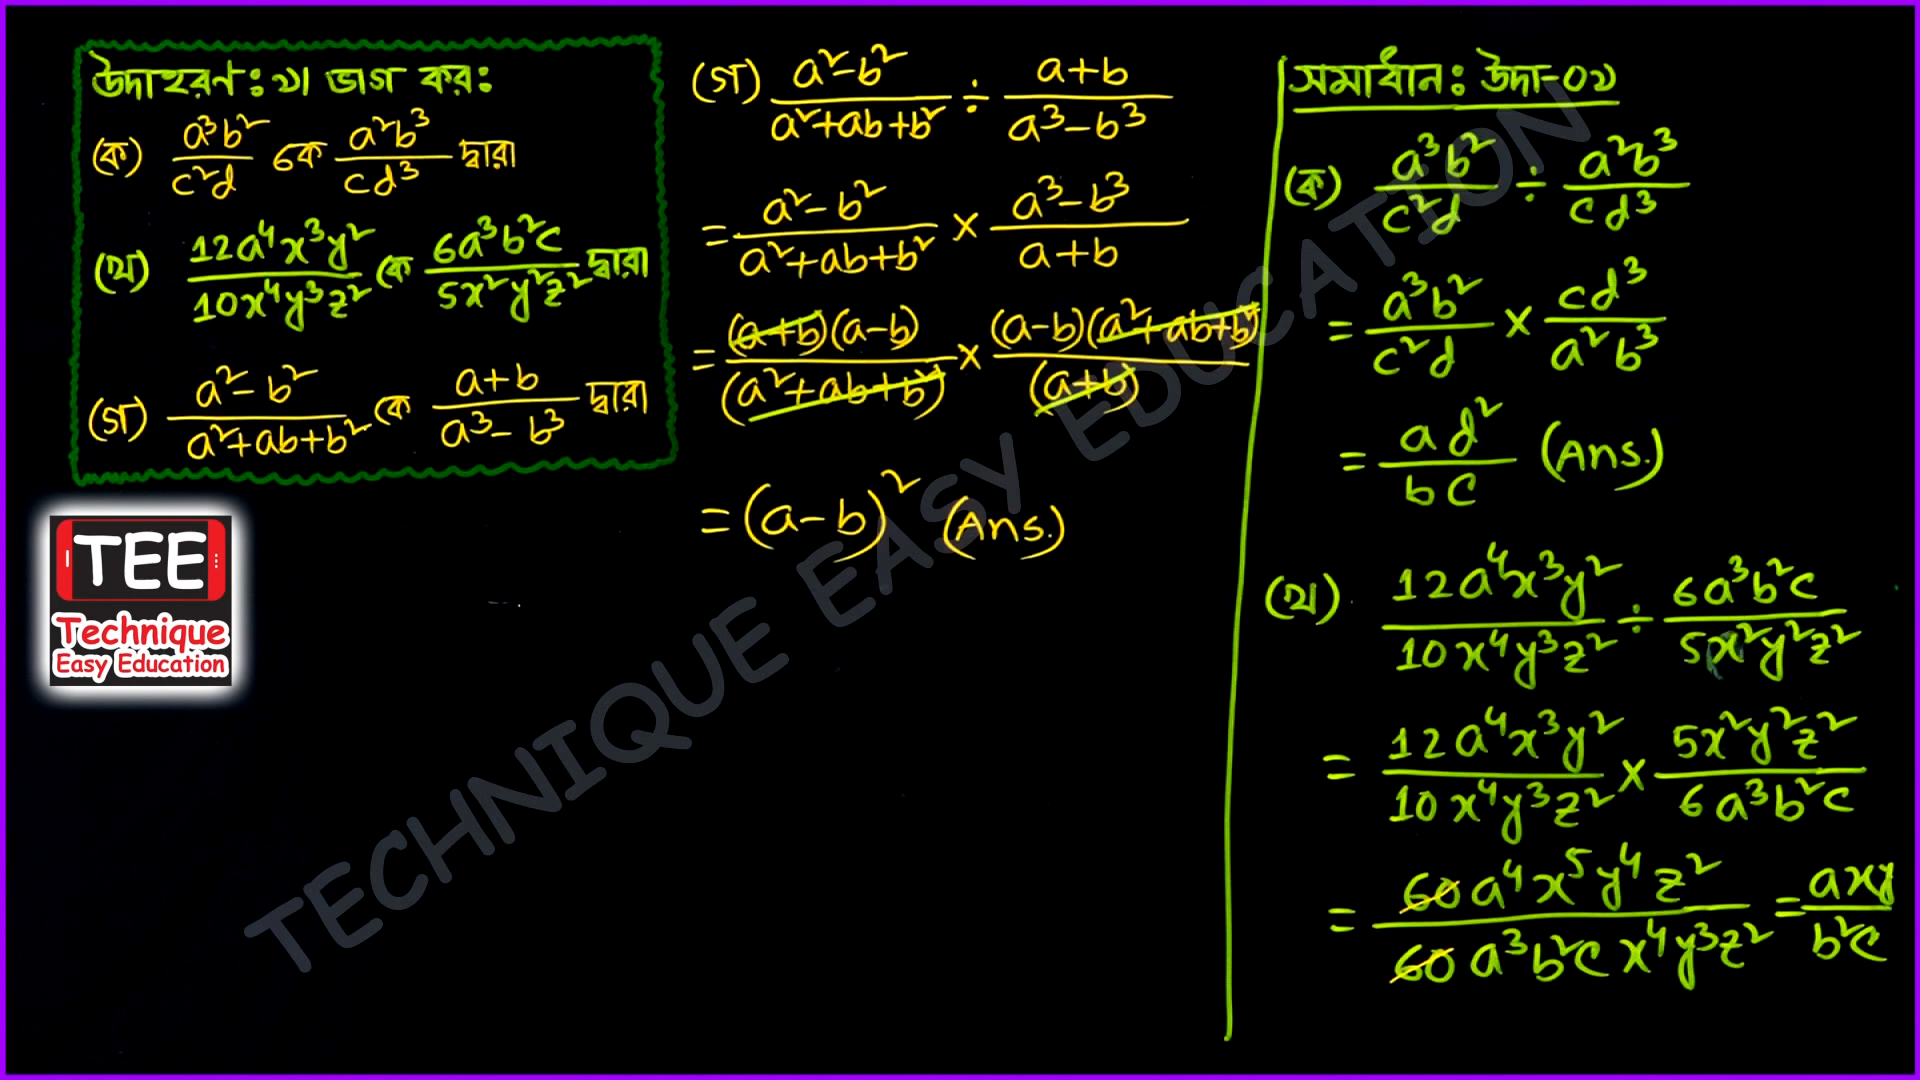 উদাহরণ: ১। ভাগ কর:
(ক) a³b²/c²d কে a²b³/cd³ দ্বারা
(খ) 12a⁴x³y²/10x⁴y³z² কে 6a³b²c/5x²y²z² দ্বারা
(গ) a²-b²/a²+ab+b² কে a+b/a³-b³ দ্বারা
TEE
Technique
Easy Education
(গ) a²-b²/a²+ab+b² ÷ a+b/a³-b³
= a²-b²/a²+ab+b² × a³-b³/a+b
= (a+b)(a-b)/(a²+ab+b²) × (a-b)(a²+ab+b²)/(a+b)
= (a-b)² (Ans.)
সমাধান: উদা-০১
(ক) a³b²/c²d ÷ a²b³/cd³
= a³b²/c²d × cd³/a²b³
= ad²/bc (Ans.)
(খ) 12a⁴x³y²/10x⁴y³z² ÷ 6a³b²c/5x²y²z²
= 12a⁴x³y²/10x⁴y³z² × 5x²y²z²/6a³b²c
= 60a⁴x⁵y⁴z²/60a³b²cx⁴y³z² = axy/b²c
TECHNIQUE EASY EDUCATION